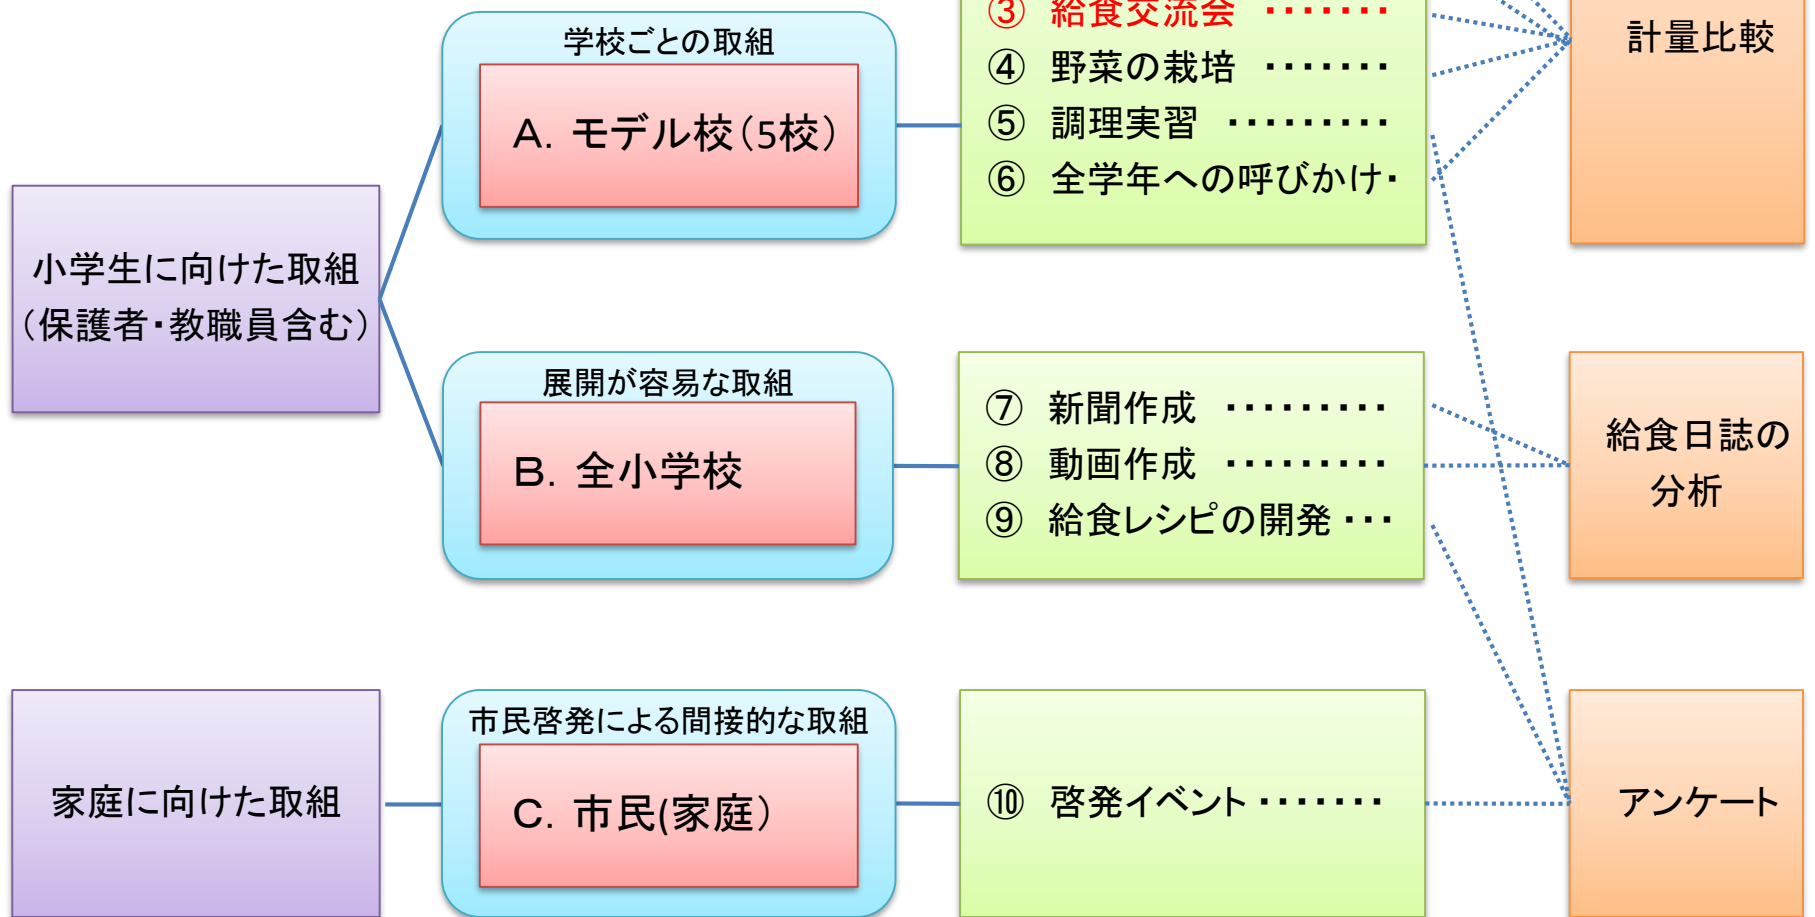 小学生に向けた取組
（保護者・教職員含む）
学校ごとの取組
A. モデル校（5校）
③ 給食交流会 ・・・・・・・
④ 野菜の栽培 ・・・・・・・
⑤ 調理実習 ・・・・・・・・・
⑥ 全学年への呼びかけ・
計量比較
展開が容易な取組
B. 全小学校
⑦ 新聞作成 ・・・・・・・・・
⑧ 動画作成 ・・・・・・・・・
⑨ 給食レシピの開発 ・・・
給食日誌の
分析
家庭に向けた取組
市民啓発による間接的な取組
C. 市民(家庭）
⑩ 啓発イベント ・・・・・・・
アンケート